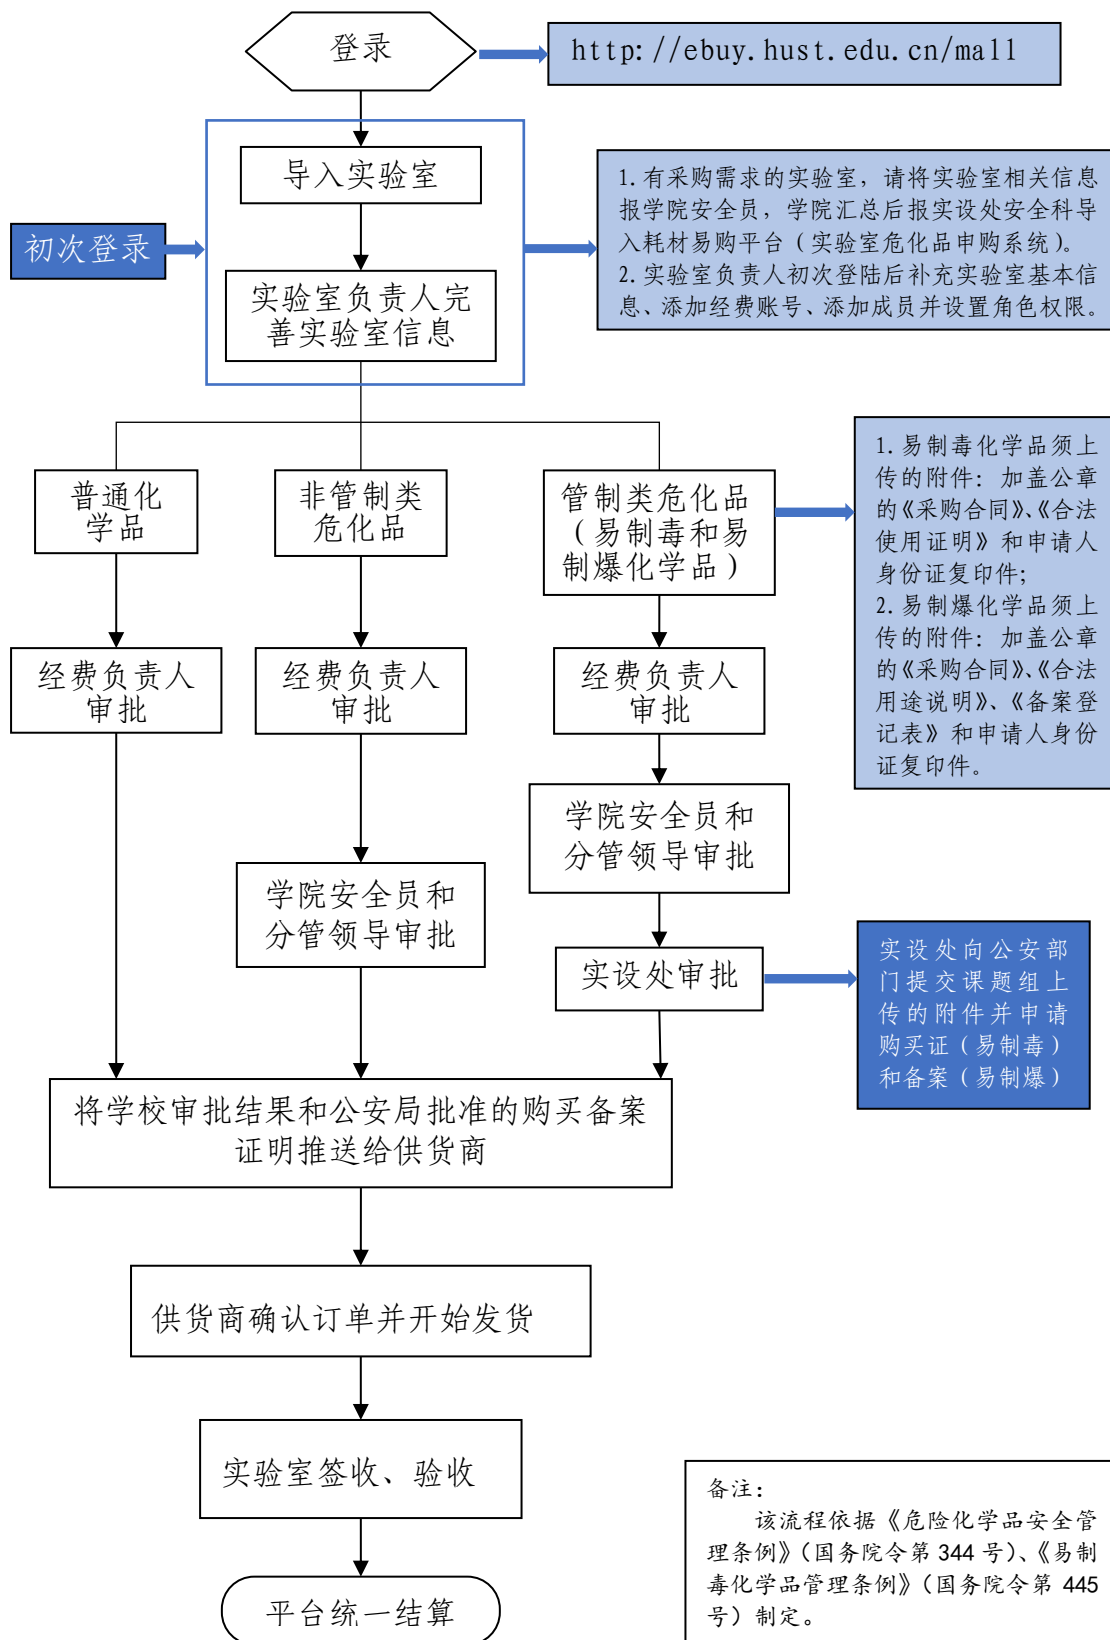 登录
http://ebuy.hust.edu.cn/mall
导入实验室
初次登录
实验室负责人完
善实验室信息
1.有采购需求的实验室，请将实验室相关信息
报学院安全员，学院汇总后报实设处安全科导
入耗材易购平台（实验室危化品申购系统）。
2.实验室负责人初次登陆后补充实验室基本信
息、添加经费账号、添加成员并设置角色权限。
普通化
学品
非管制类
危化品
管制类危化品
（易制毒和易
制爆化学品）
1.易制毒化学品须上
传的附件：加盖公章
的《采购合同》、《合法
使用证明》和申请人
身份证复印件;
2.易制爆化学品须上
传的附件：加盖公章
的《采购合同》、《合法
用途说明》、《备案登
记表》和申请人身份
证复印件。
经费负责人
审批
经费负责人
审批
经费负责人
审批
学院安全员和
分管领导审批
学院安全员和
分管领导审批
实设处审批
实设处向公安部
门提交课题组上
传的附件并申请
购买证（易制毒）
和备案（易制爆）
将学校审批结果和公安局批准的购买备案
证明推送给供货商
供货商确认订单并开始发货
实验室签收、验收
平台统一结算
备注：
该流程依据《危险化学品安全管
理条例》（国务院令第 344 号）、《易制
毒化学品管理条例》（国务院令第 445
号）制定。